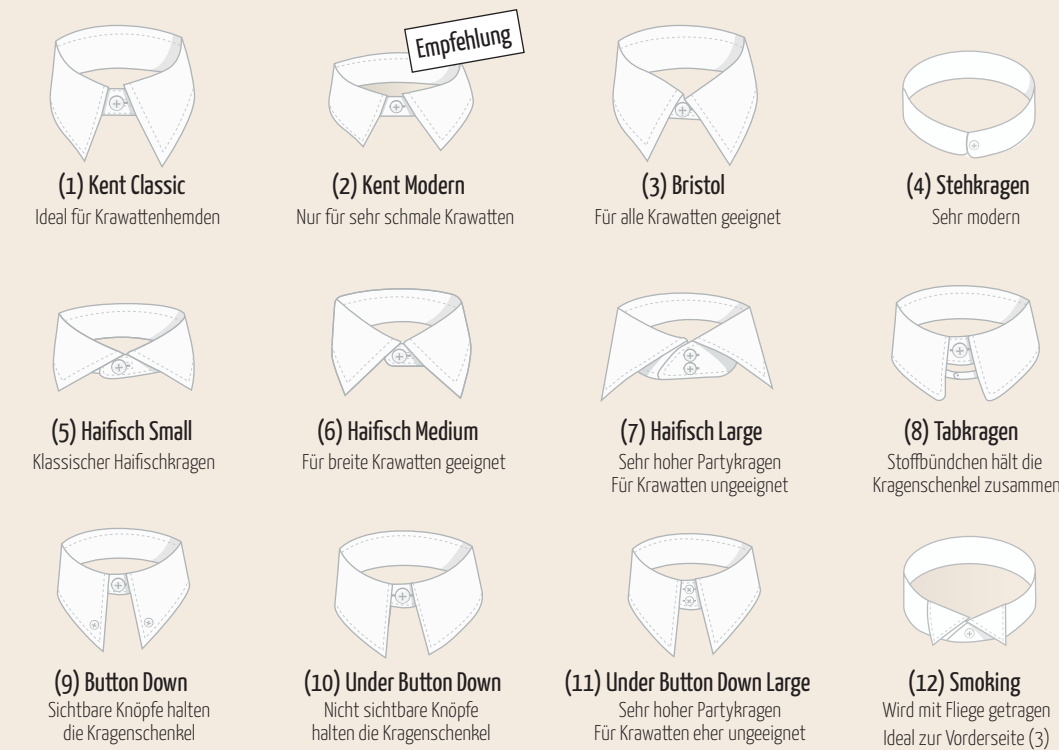 Empfehlung
(1) Kent Classic
Ideal für Krawattenhemden
(2) Kent Modern
Nur für sehr schmale Krawatten
(3) Bristol
Für alle Krawatten geeignet
(4) Stehkragen
Sehr modern
(5) Haifisch Small
Klassischer Haifischkragen
(6) Haifisch Medium
Für breite Krawatten geeignet
(7) Haifisch Large
Sehr hoher Partykragen
Für Krawatten ungeeignet
(8) Tabkragen
Stoffbündchen hält die
Kragenschenkel zusammen
(9) Button Down
Sichtbare Knöpfe halten
die Kragenschenkel
(10) Under Button Down
Nicht sichtbare Knöpfe
halten die Kragenschenkel
(11) Under Button Down Large
Sehr hoher Partykragen
Für Krawatten eher ungeeignet
(12) Smoking
Wird mit Fliege getragen
Ideal zur Vorderseite (3)